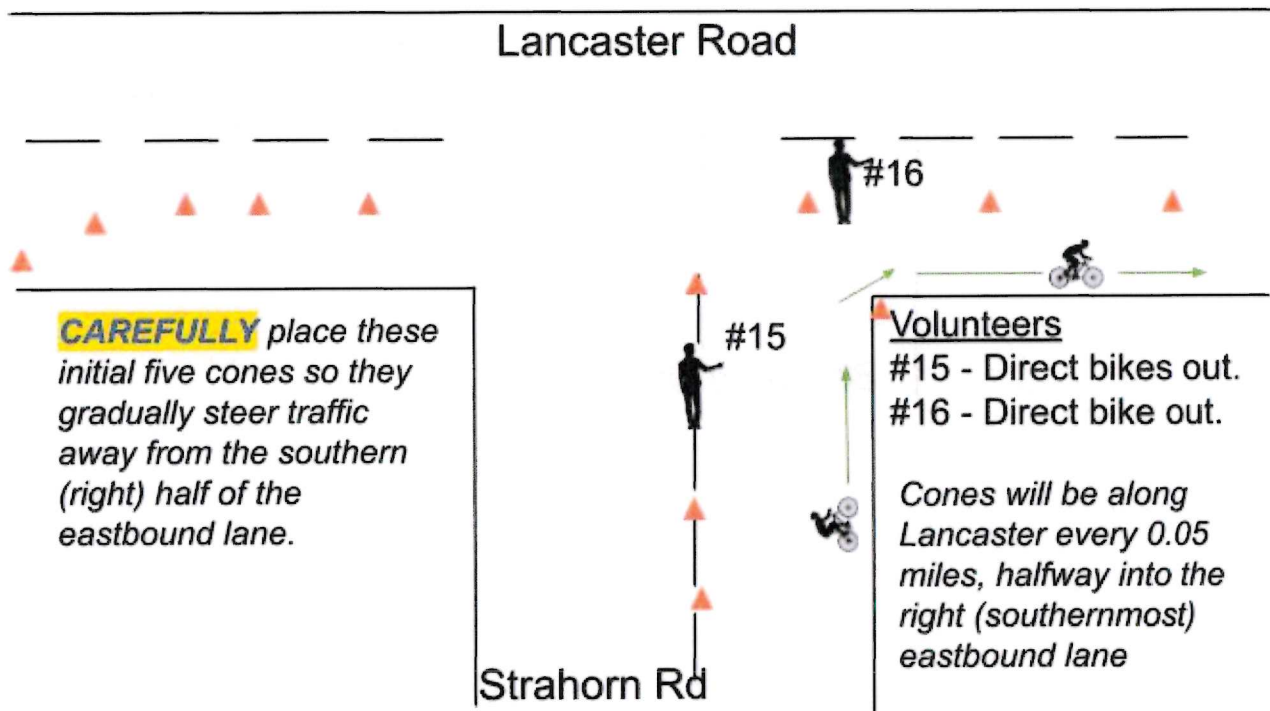 Lancaster Road
#16
#15
CAREFULLY place these
initial five cones so they
gradually steer traffic
away from the southern
(right) half of the
eastbound lane.
Volunteers
#15 - Direct bikes out.
#16 - Direct bike out.
Cones will be along
Lancaster every 0.05
miles, halfway into the
right (southernmost)
eastbound lane
Strahorn Rd